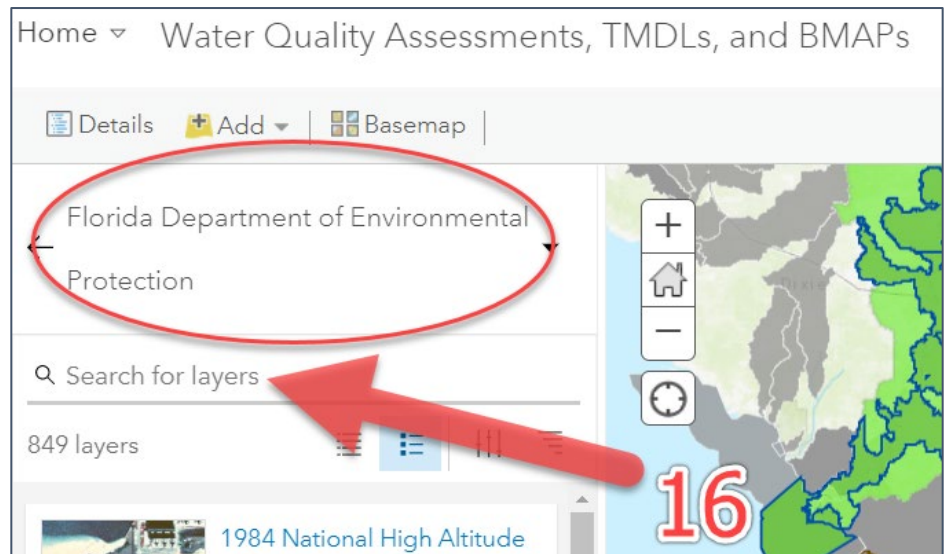 Home Water Quality Assessments, TMDLs, and BMAPs
Details Add Basemap
Florida Department of Environmental
Protection
Search for layers
849 layers
1984 National High Altitude
Dixie
+
−
16